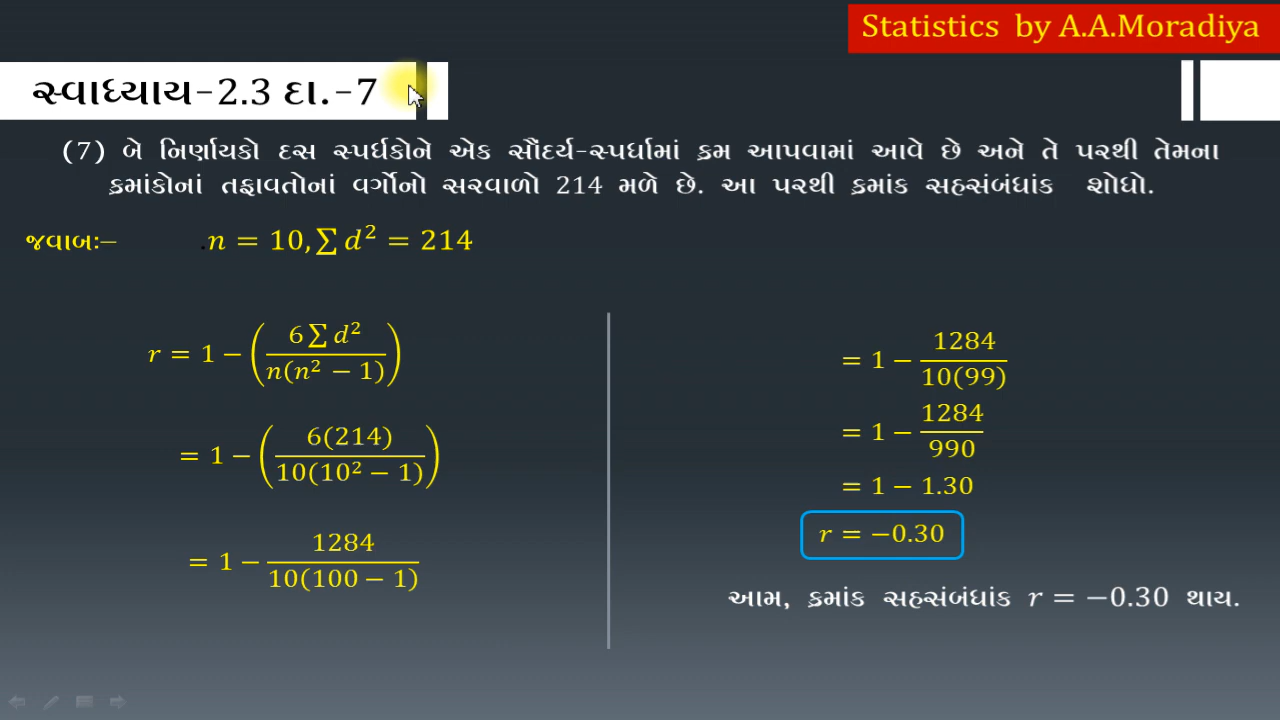 Statistics by A.A.Moradiya
સ્વાધ્યાય-2.3 દા.-7
(7) બે નિર્ણાયકો દસ સ્પર્ધકોને એક સૌંદર્ય-સ્પર્ધામાં ક્રમ આપવામાં આવે છે અને તે પરથી તેમના
ક્રમાંકોનાં તફાવતોનાં વર્ગોનો સરવાળો 214 મળે છે. આ પરથી ક્રમાંક સહસંબંધાંક શોધો.
જવાબઃ– .n = 10, ∑ d² = 214
r = 1 − (6 ∑ d² / n(n² − 1))
= 1 − (6(214) / 10(10² − 1))
= 1 − 1284 / 10(100 − 1)
= 1 − 1284 / 10(99)
= 1 − 1284 / 990
= 1 − 1.30
r = −0.30
આમ, ક્રમાંક સહસંબંધાંક r = −0.30 થાય.